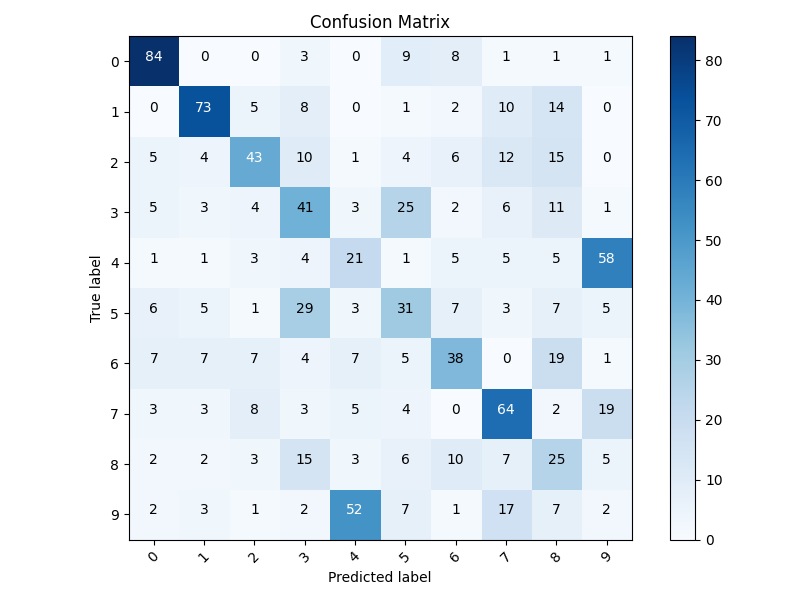 Confusion Matrix
0 84 0 0 3 0 9 8 1 1 1
1 0 73 5 8 0 1 2 10 14 0
2 5 4 43 10 1 4 6 12 15 0
3 5 3 4 41 3 25 2 6 11 1
4 1 1 3 4 21 1 5 5 5 58
5 6 5 1 29 3 31 7 3 7 5
6 7 7 7 4 7 5 38 0 19 1
7 3 3 8 3 5 4 0 64 2 19
8 2 2 3 15 3 6 10 7 25 5
9 2 3 1 2 52 7 1 17 7 2
0 1 2 3 4 5 6 7 8 9
True label
Predicted label
80
70
60
50
40
30
20
10
0